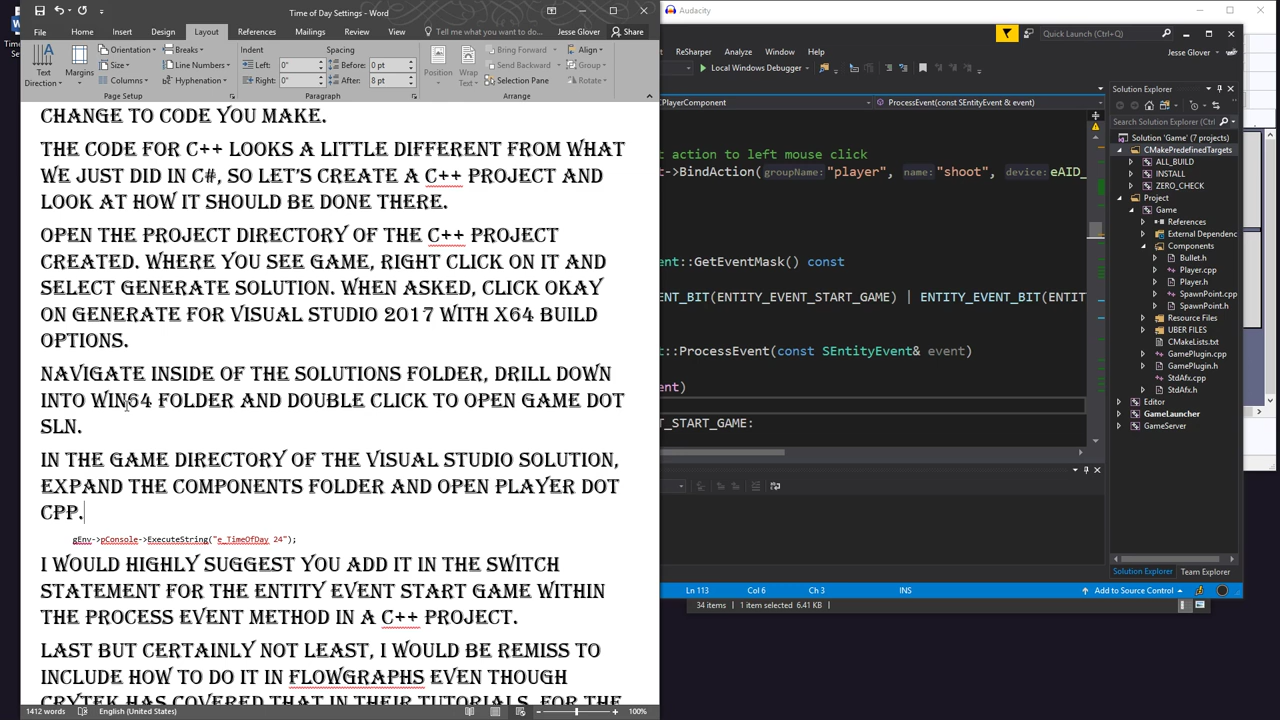 Time of Day Settings - Word
Jesse Glover
Share
File
Home
Insert
Design
Layout
References
Mailings
Review
View
Tell me what you want to do...
Text Direction
Margins
Orientation
Size
Columns
Breaks
Line Numbers
Hyphenation
Page Setup
Indent
Left: 0"
Right: 0"
Spacing
Before: 0 pt
After: 8 pt
Paragraph
Position
Wrap Text
Bring Forward
Send Backward
Selection Pane
Align
Group
Rotate
Arrange
CHANGE TO CODE YOU MAKE.
THE CODE FOR C++ LOOKS A LITTLE DIFFERENT FROM WHAT
WE JUST DID IN C#, SO LET'S CREATE A C++ PROJECT AND
LOOK AT HOW IT SHOULD BE DONE THERE.
OPEN THE PROJECT DIRECTORY OF THE C++ PROJECT
CREATED. WHERE YOU SEE GAME, RIGHT CLICK ON IT AND
SELECT GENERATE SOLUTION. WHEN ASKED, CLICK OKAY
ON GENERATE FOR VISUAL STUDIO 2017 WITH X64 BUILD
OPTIONS.
NAVIGATE INSIDE OF THE SOLUTIONS FOLDER, DRILL DOWN
INTO WIN64 FOLDER AND DOUBLE CLICK TO OPEN GAME DOT
SLN.
IN THE GAME DIRECTORY OF THE VISUAL STUDIO SOLUTION,
EXPAND THE COMPONENTS FOLDER AND OPEN PLAYER DOT
CPP.
gEnv->pConsole->ExecuteString("e_TimeOfDay 24");
I WOULD HIGHLY SUGGEST YOU ADD IT IN THE SWITCH
STATEMENT FOR THE ENTITY EVENT START GAME WITHIN
THE PROCESS EVENT METHOD IN A C++ PROJECT.
LAST BUT CERTAINLY NOT LEAST, I WOULD BE REMISS TO
INCLUDE HOW TO DO IT IN FLOWGRAPHS EVEN THOUGH
CRYTEK HAS COVERED THAT IN THEIR TUTORIALS. FOR THE
1412 words
English (United States)
100%
Audacity
Quick Launch (Ctrl+Q)
ReSharper
Analyze
Window
Help
Jesse Glover
Local Windows Debugger
PlayerComponent
ProcessEvent(const SEntityEvent & event)
t action to left mouse click
t->BindAction(groupName:"player", name:"shoot", device:eAID_
ent::GetEventMask() const
ENT_BIT(ENTITY_EVENT_START_GAME) | ENTITY_EVENT_BIT(ENTIT
t::ProcessEvent(const SEntityEvent& event)
ent)
T_START_GAME:
Ln 113
Col 6
Ch 3
INS
Add to Source Control
34 items
1 item selected 6.41 KB
Solution Explorer
Search Solution Explorer (Ctrl+
Solution 'Game' (7 projects)
CMakePredefinedTargets
ALL_BUILD
INSTALL
ZERO_CHECK
Project
Game
References
External Dependenc
Components
Bullet.h
Player.cpp
Player.h
SpawnPoint.cpp
SpawnPoint.h
Resource Files
UBER FILES
CMakeLists.txt
GamePlugin.cpp
GamePlugin.h
StdAfx.cpp
StdAfx.h
Editor
GameLauncher
GameServer
Solution Explorer
Team Explorer